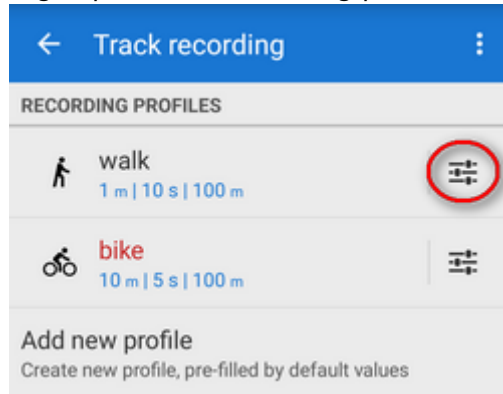 Track recording
RECORDING PROFILES
walk
1 m | 10 s | 100 m
bike
10 m | 5 s | 100 m
Add new profile
Create new profile, pre-filled by default values